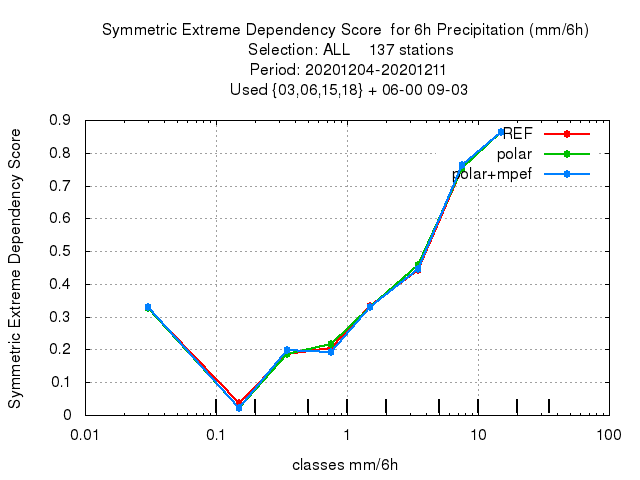 Symmetric Extreme Dependency Score  for 6h Precipitation (mm/6h)
Selection: ALL    137 stations
Period: 20201204-20201211
Used {03,06,15,18} + 06-00 09-03
Symmetric Extreme Dependency Score
0.9
0.8
0.7
0.6
0.5
0.4
0.3
0.2
0.1
0
REF
polar
polar+mpef
0.01 0.1 1 10 100
classes mm/6h